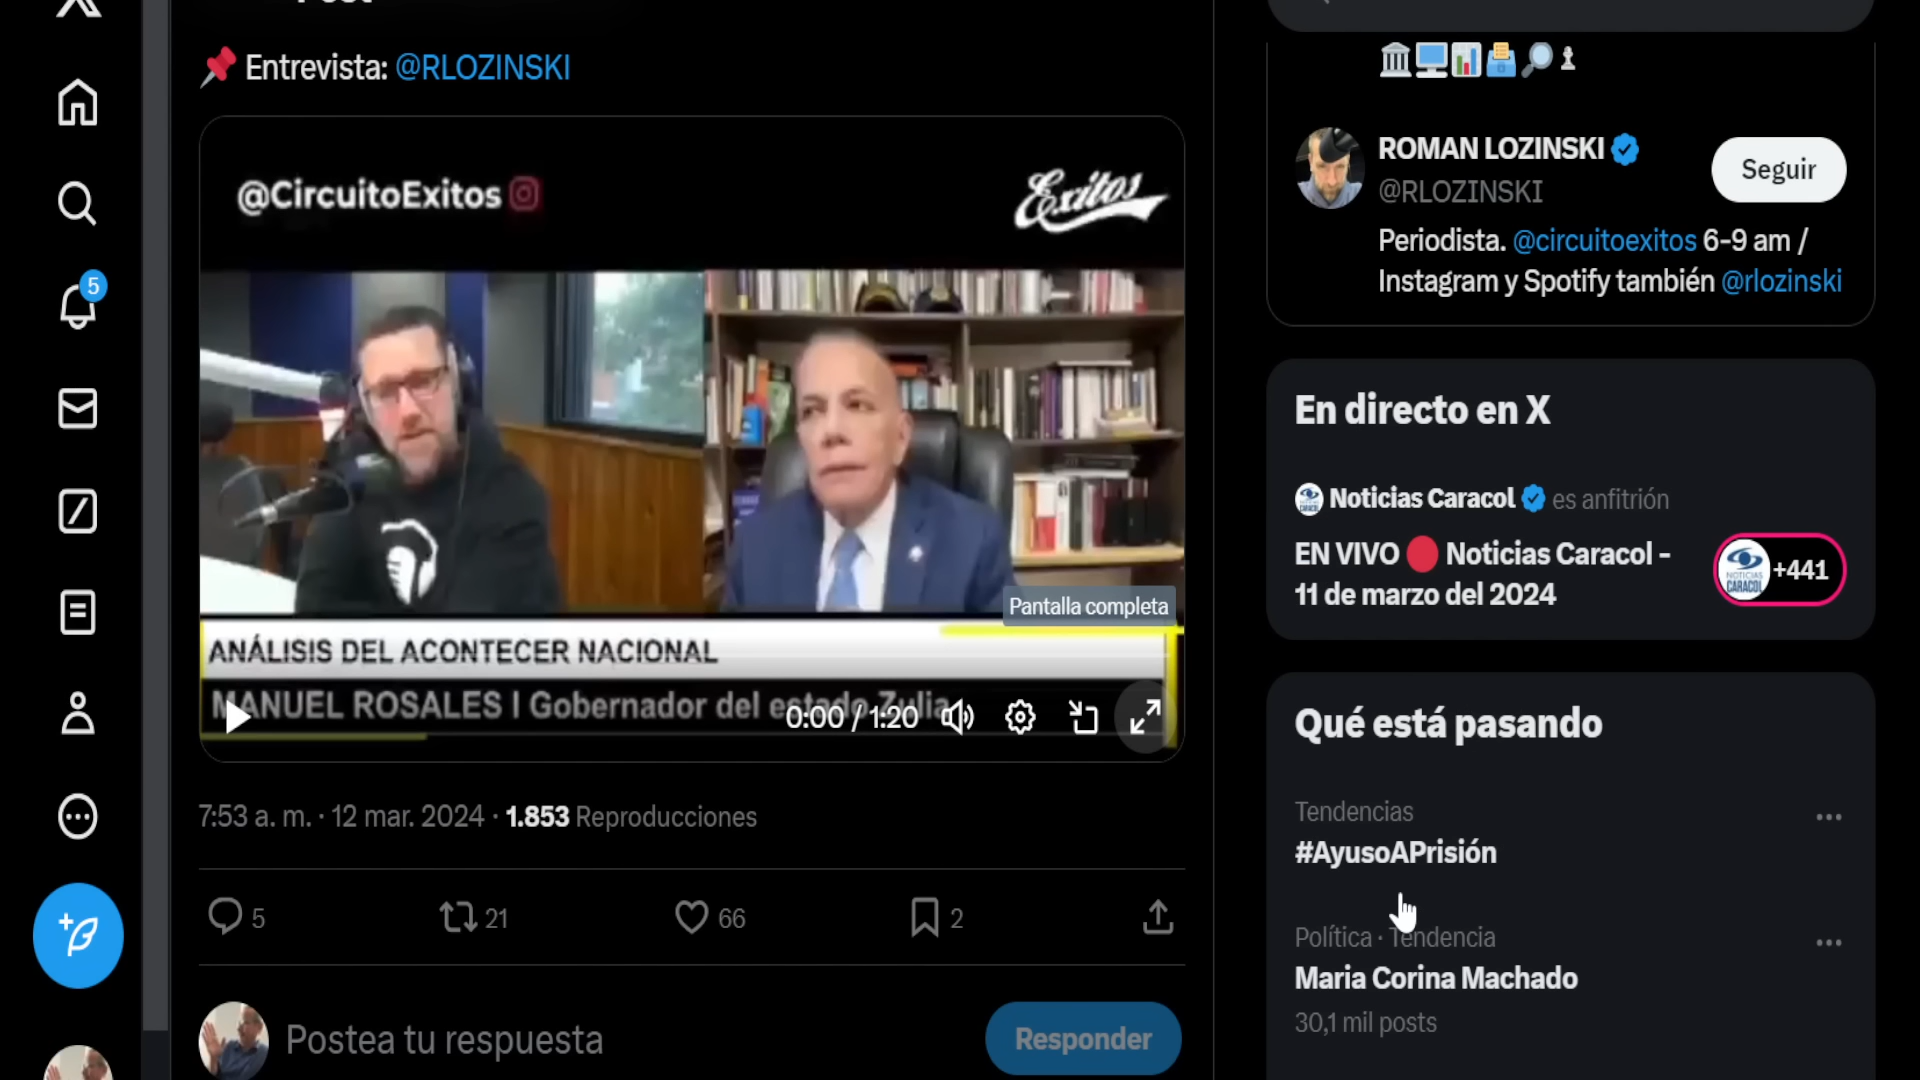 Post
Entrevista: @RLOZINSKI
@CircuitoExitos
Exitos
Pantalla completa
ANÁLISIS DEL ACONTECER NACIONAL
MANUEL ROSALES | Gobernador del estado Zulia
0:00 / 1:20
7:53 a. m. · 12 mar. 2024 · 1.853 Reproducciones
5
21
66
2
Postea tu respuesta
Responder
5
ROMAN LOZINSKI
@RLOZINSKI
Seguir
Periodista. @circuitoexitos 6-9 am /
Instagram y Spotify también @rlozinski
En directo en X
Noticias Caracol es anfitrión
EN VIVO Noticias Caracol -
11 de marzo del 2024
NOTICIAS
CARACOL
+441
Qué está pasando
Tendencias
#AyusoAPrisión
Política · Tendencia
Maria Corina Machado
30,1 mil posts